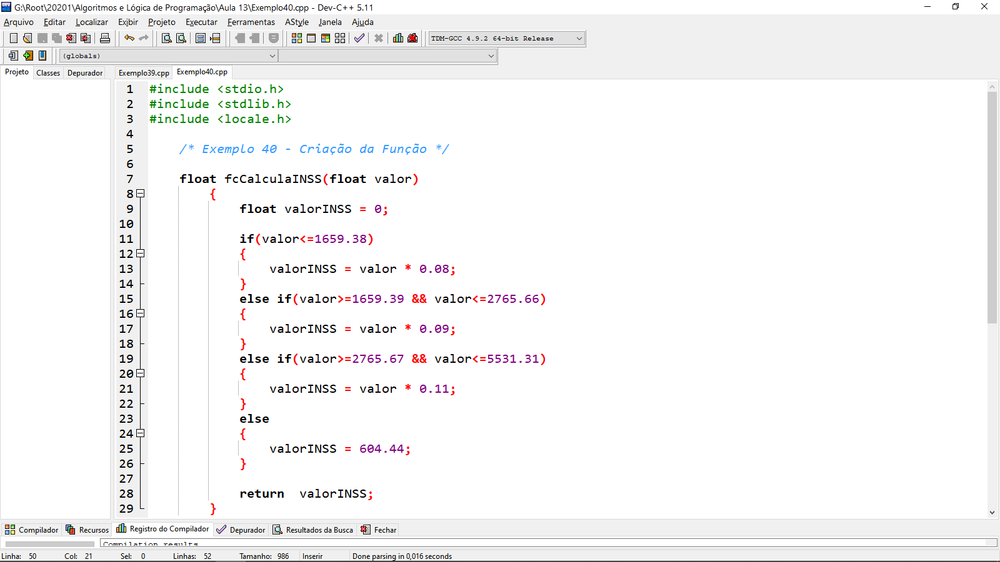 G:\Root\20201\Algoritmos e Lógica de Programação\Aula 13\Exemplo40.cpp - Dev-C++ 5.11
Arquivo Editar Localizar Exibir Projeto Executar Ferramentas AStyle Janela Ajuda
TDM-GCC 4.9.2 64-bit Release
(globals)
Projeto Classes Depurador Exemplo39.cpp Exemplo40.cpp
1 #include <stdio.h>
2 #include <stdlib.h>
3 #include <locale.h>
4
5 /* Exemplo 40 - Criação da Função */
6
7 float fcCalculaINSS(float valor)
8 {
9 float valorINSS = 0;
10
11 if(valor<=1659.38)
12 {
13 valorINSS = valor * 0.08;
14 }
15 else if(valor>=1659.39 && valor<=2765.66)
16 {
17 valorINSS = valor * 0.09;
18 }
19 else if(valor>=2765.67 && valor<=5531.31)
20 {
21 valorINSS = valor * 0.11;
22 }
23 else
24 {
25 valorINSS = 604.44;
26 }
27
28 return valorINSS;
29 }
Compilador Recursos Registro do Compilador Depurador Resultados da Busca Fechar
Compilation results
Linha: 50 Col: 21 Sel: 0 Linhas: 52 Tamanho: 986 Inserir Done parsing in 0,016 seconds